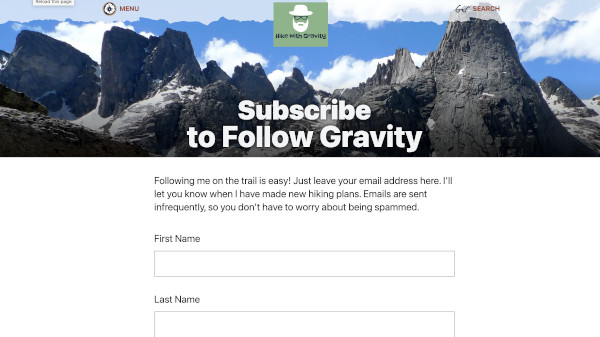 Reload this page
MENU
Hike with Gravity
SEARCH
Subscribe
to Follow Gravity
Following me on the trail is easy! Just leave your email address here. I'll
let you know when I have made new hiking plans. Emails are sent
infrequently, so you don't have to worry about being spammed.
First Name
Last Name